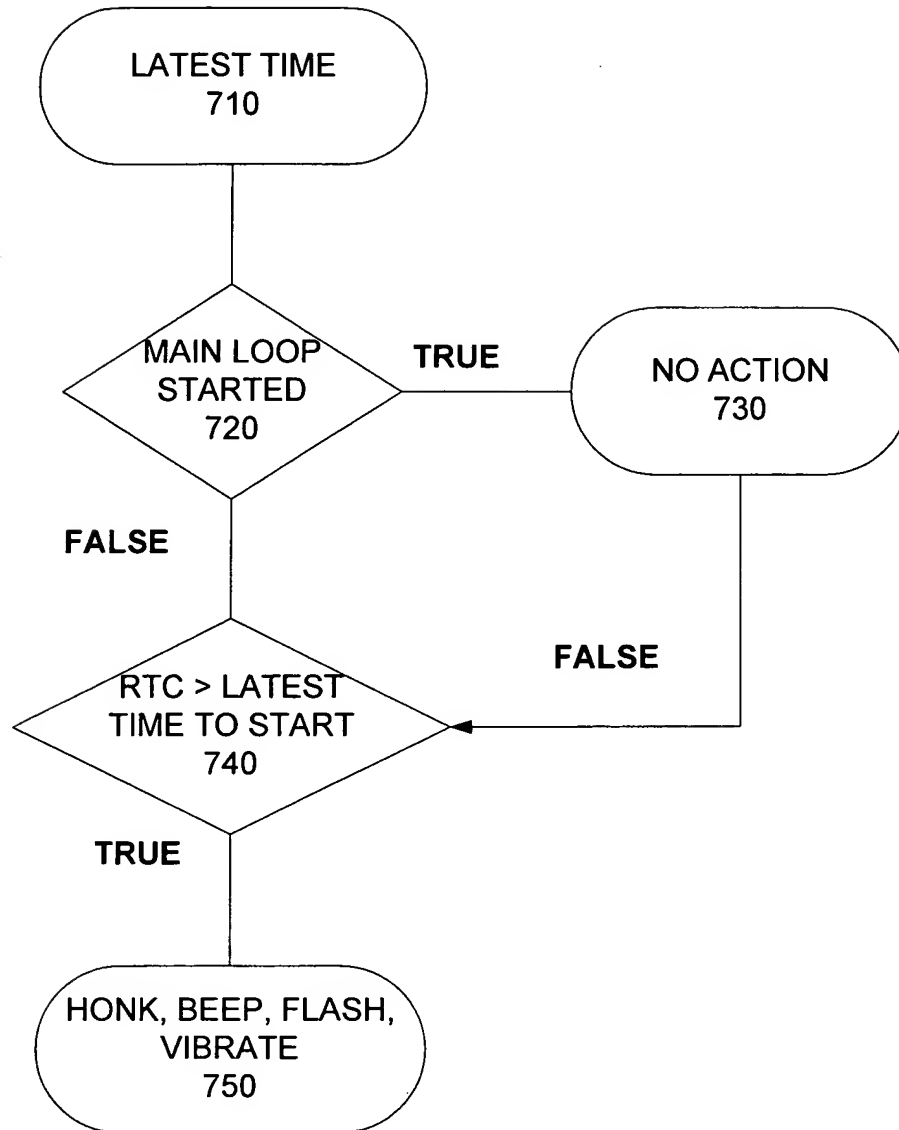 LATEST TIME
710
MAIN LOOP
STARTED
720
TRUE
NO ACTION
730
FALSE
FALSE
RTC > LATEST
TIME TO START
740
TRUE
HONK, BEEP, FLASH,
VIBRATE
750